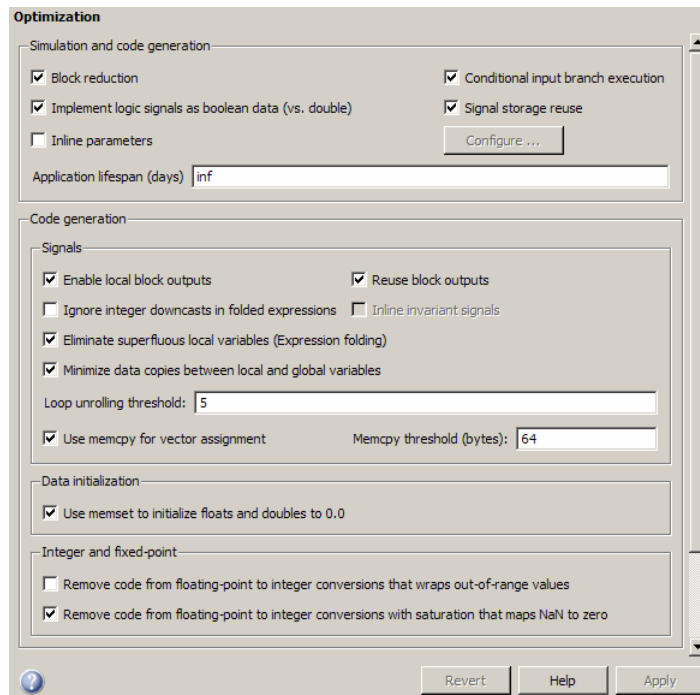 Optimization
Simulation and code generation
Block reduction
Conditional input branch execution
Implement logic signals as boolean data (vs. double)
Signal storage reuse
Inline parameters
Configure ...
Application lifespan (days) inf
Code generation
Signals
Enable local block outputs
Reuse block outputs
Ignore integer downcasts in folded expressions
Inline invariant signals
Eliminate superfluous local variables (Expression folding)
Minimize data copies between local and global variables
Loop unrolling threshold: 5
Use memcpy for vector assignment
Memcpy threshold (bytes): 64
Data initialization
Use memset to initialize floats and doubles to 0.0
Integer and fixed-point
Remove code from floating-point to integer conversions that wraps out-of-range values
Remove code from floating-point to integer conversions with saturation that maps NaN to zero
? Revert Help Apply